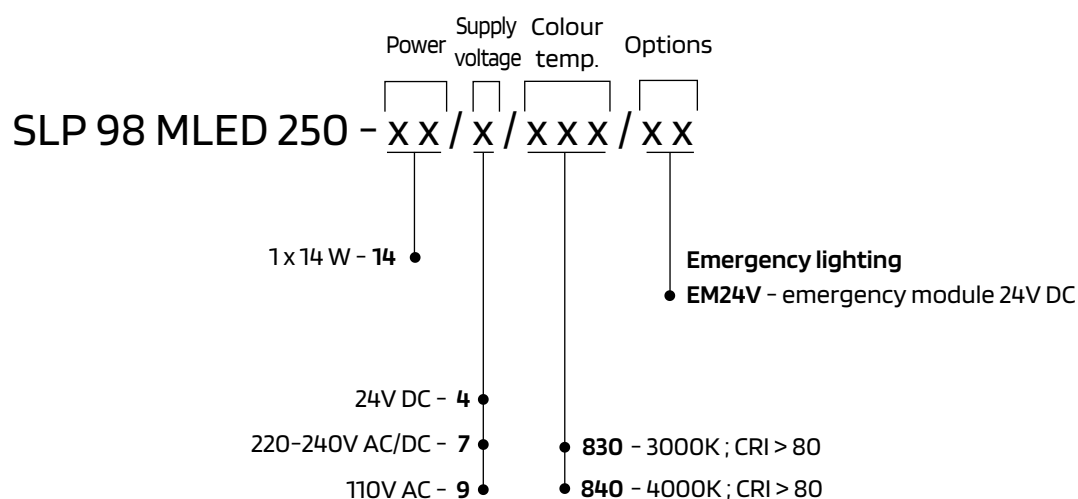 Power
Supply
voltage
Colour
temp.
Options
SLP 98 MLED 250 - x x / x / x x x / x x
1 x 14 W - 14
Emergency lighting
EM24V - emergency module 24V DC
24V DC - 4
220-240V AC/DC - 7
830 - 3000K ; CRI > 80
110V AC - 9
840 - 4000K ; CRI > 80